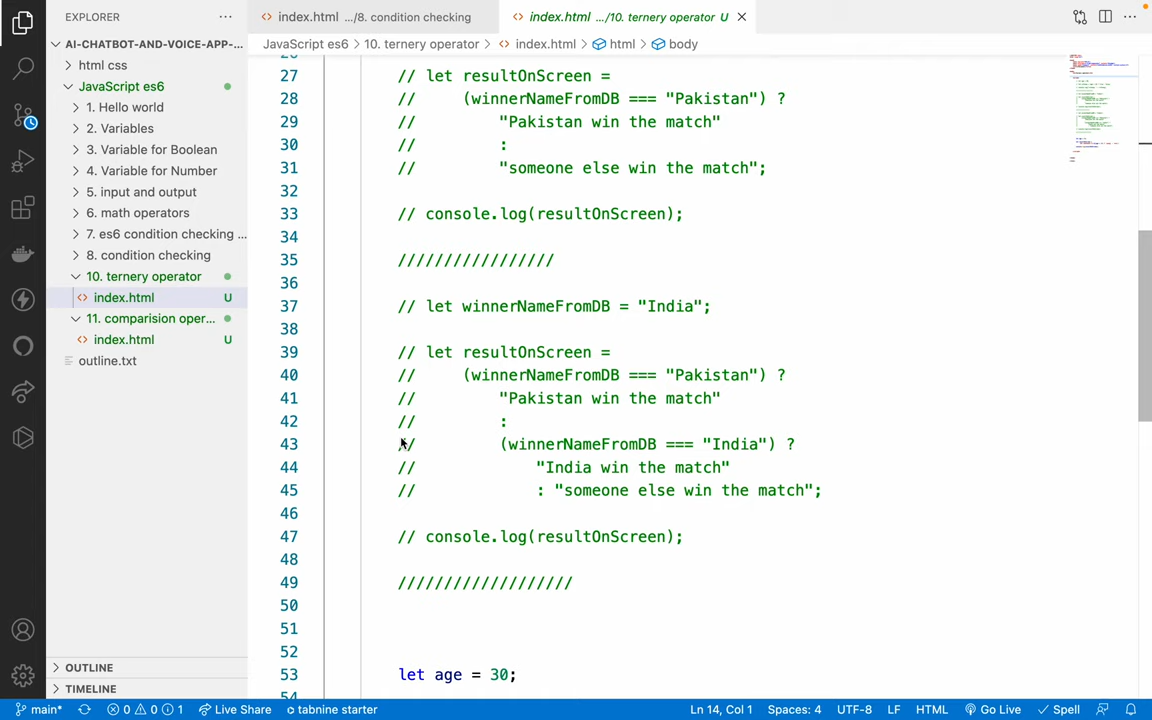 EXPLORER
index.html .../8. condition checking
index.html .../10. ternery operator U
AI-CHATBOT-AND-VOICE-APP-...
JavaScript es6 > 10. ternery operator > index.html > html > body
html css
JavaScript es6
1. Hello world
2. Variables
3. Variable for Boolean
4. Variable for Number
5. input and output
6. math operators
7. es6 condition checking ...
8. condition checking
10. ternery operator
index.html U
11. comparision oper...
index.html U
outline.txt
OUTLINE
TIMELINE
27 // let resultOnScreen =
28 // (winnerNameFromDB === "Pakistan") ?
29 // "Pakistan win the match"
30 // :
31 // "someone else win the match";
32
33 // console.log(resultOnScreen);
34
35 /////////////////
36
37 // let winnerNameFromDB = "India";
38
39 // let resultOnScreen =
40 // (winnerNameFromDB === "Pakistan") ?
41 // "Pakistan win the match"
42 // :
43 // (winnerNameFromDB === "India") ?
44 // "India win the match"
45 // : "someone else win the match";
46
47 // console.log(resultOnScreen);
48
49 ///////////////////
50
51
52
53 let age = 30;
54
main* 0 0 1 Live Share tabnine starter Ln 14, Col 1 Spaces: 4 UTF-8 LF HTML Go Live Spell